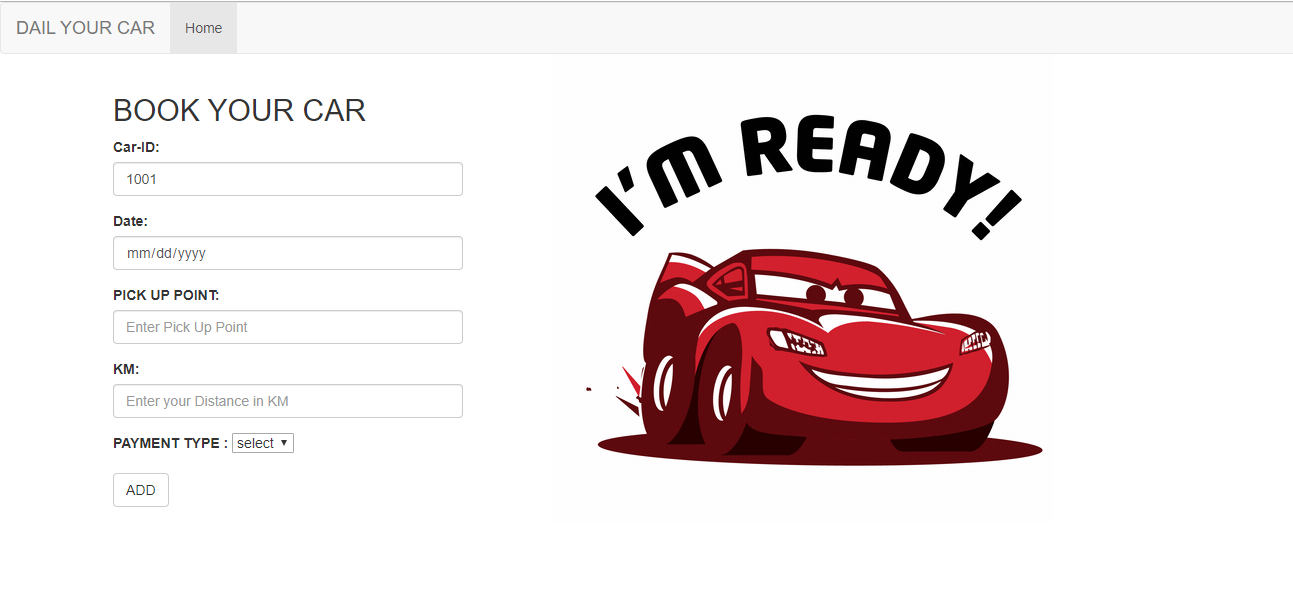 DAIL YOUR CAR Home
BOOK YOUR CAR
Car-ID:
1001
Date:
mm/dd/yyyy
PICK UP POINT:
Enter Pick Up Point
KM:
Enter your Distance in KM
PAYMENT TYPE : select
ADD
I'M READY!